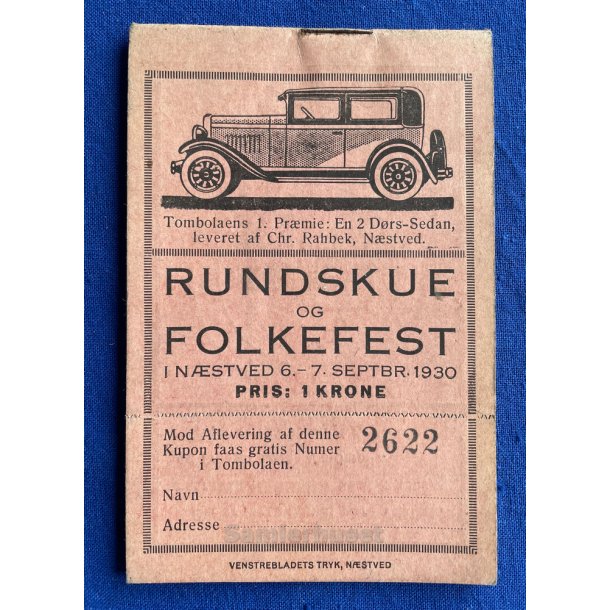 Tombolaens 1. Præmie: En 2 Dørs-Sedan,
leveret af Chr. Rahbek, Næstved.
RUNDSKUE
OG
FOLKEFEST
I NÆSTVED 6.–7. SEPTBR. 1930
PRIS: 1 KRONE
Mod Aflevering af denne
Kupon faas gratis Numer
i Tombolaen.
2622
Navn
Adresse
Samlerhuset
VENSTREBLADETS TRYK, NÆSTVED